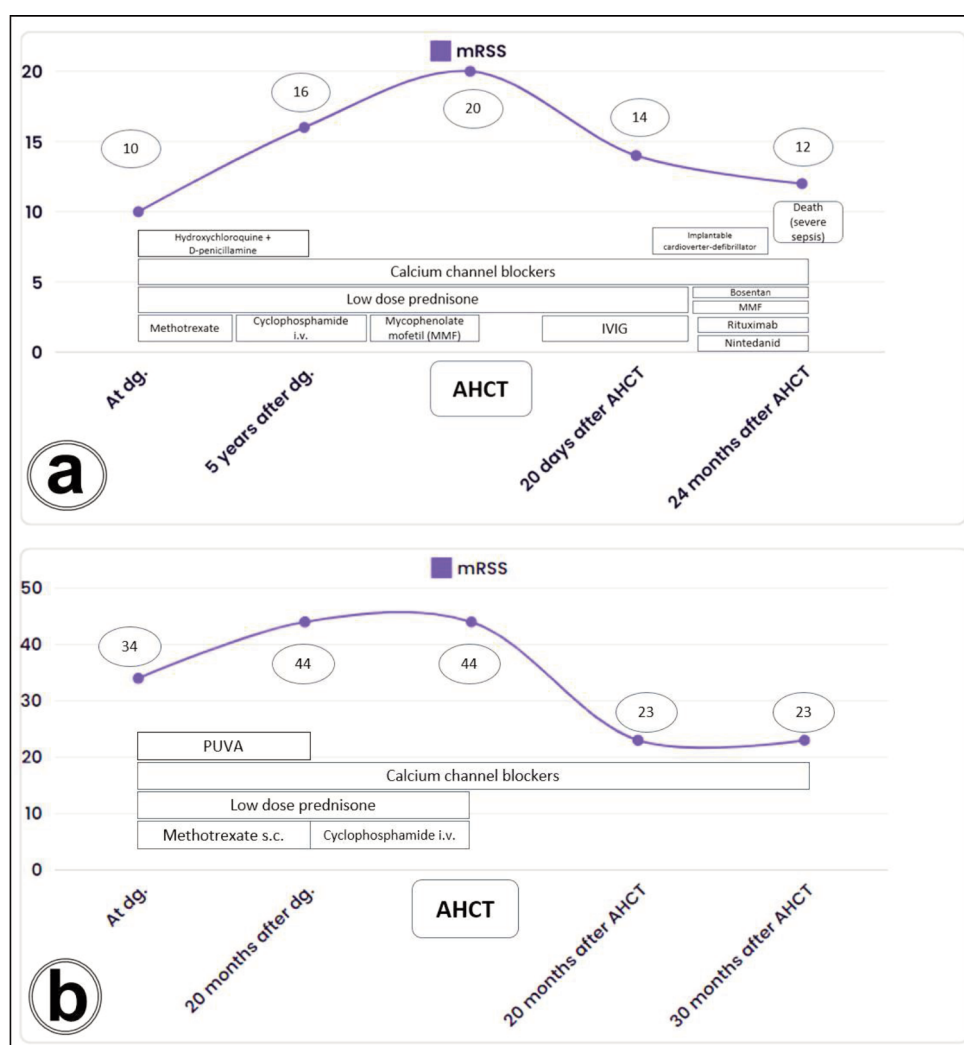 mRSS
20
16
20
14
12
10
15
10
Death
(severe
sepsis)
Hydroxychloroquine +
D-penicillamine
Implantable
cardioverter-defibrillator
Calcium channel blockers
5
Low dose prednisone
Bosentan
MMF
Methotrexate
Cyclophosphamide
i.v.
Mycophenolate
mofetil (MMF)
IVIG
Rituximab
Nintedanid
0
At dg.
5 years after dg.
AHCT
20 days after AHCT
24 months after AHCT
a
mRSS
50
40
34
44
44
30
23
23
20
PUVA
Calcium channel blockers
10
Low dose prednisone
Methotrexate s.c.
Cyclophosphamide i.v.
0
At dg.
20 months after dg.
AHCT
20 months after AHCT
30 months after AHCT
b